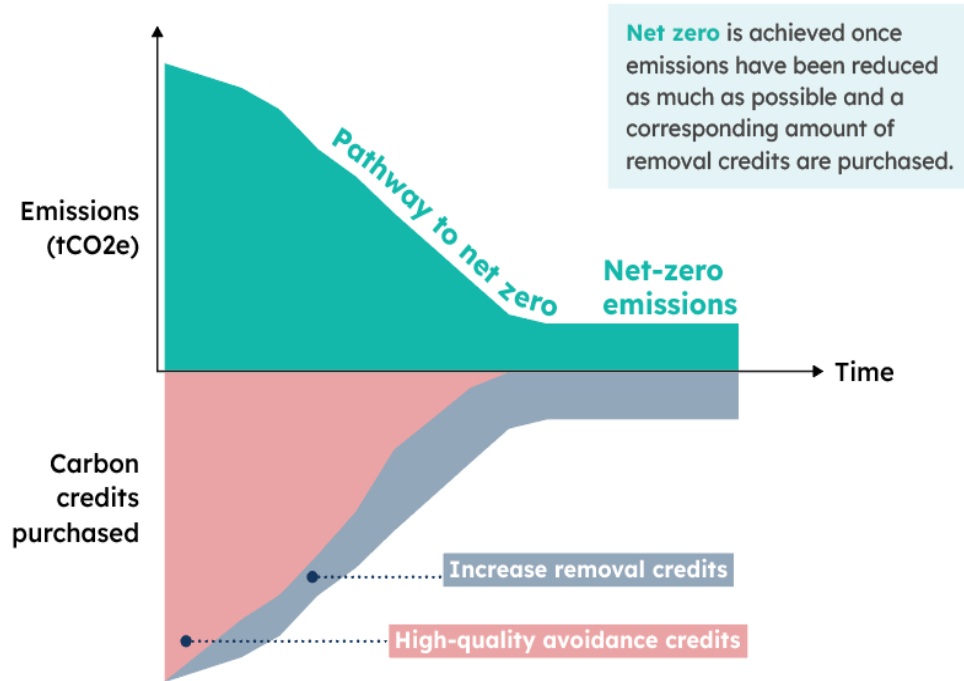 Net zero is achieved once
emissions have been reduced
as much as possible and a
corresponding amount of
removal credits are purchased.
Emissions
(tCO2e)
Pathway to net zero
Net-zero
emissions
Time
Carbon
credits
purchased
Increase removal credits
High-quality avoidance credits